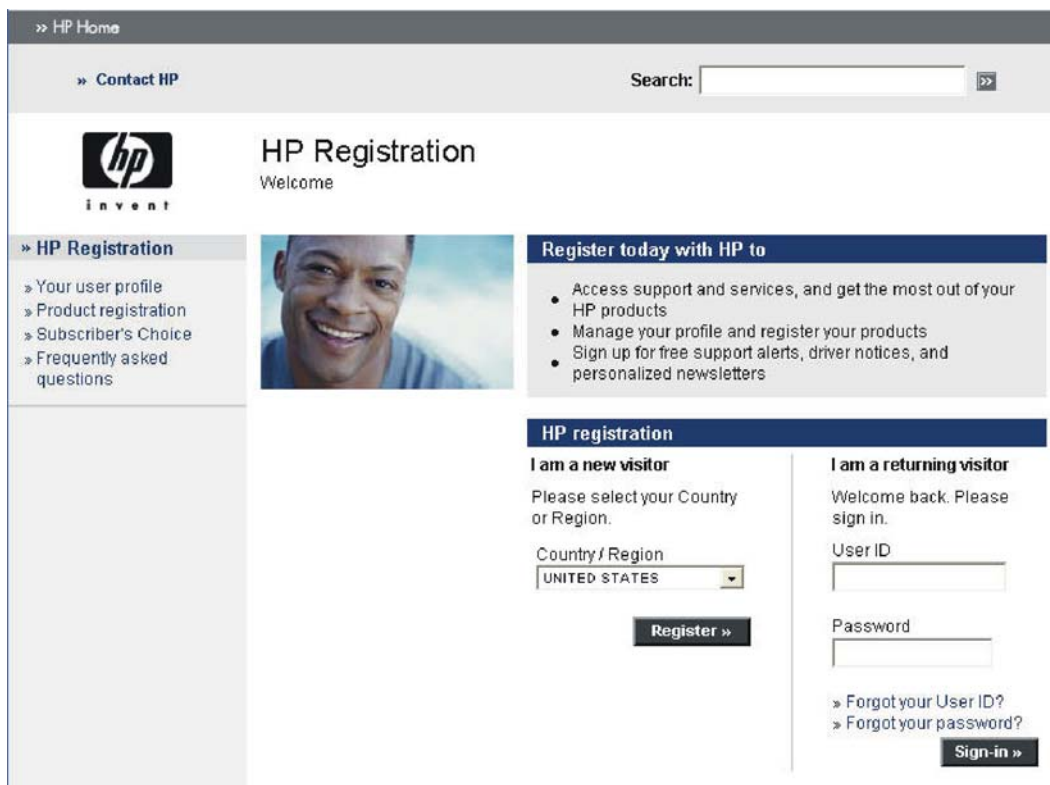 » HP Home
» Contact HP
Search:
»
hp
invent
HP Registration
Welcome
» HP Registration
» Your user profile
» Product registration
» Subscriber's Choice
» Frequently asked
questions
Register today with HP to
• Access support and services, and get the most out of your
HP products
• Manage your profile and register your products
• Sign up for free support alerts, driver notices, and
personalized newsletters
HP registration
I am a new visitor
Please select your Country
or Region.
Country / Region
UNITED STATES
Register »
I am a returning visitor
Welcome back. Please
sign in.
User ID
Password
» Forgot your User ID?
» Forgot your password?
Sign-in »